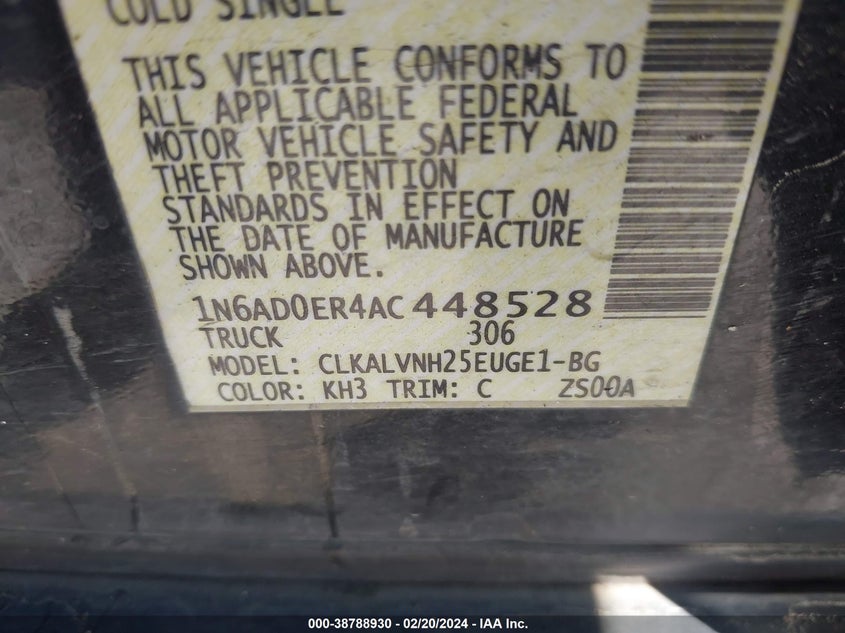 COLD SINGLE
THIS VEHICLE CONFORMS TO
ALL APPLICABLE FEDERAL
MOTOR VEHICLE SAFETY AND
THEFT PREVENTION
STANDARDS IN EFFECT ON
THE DATE OF MANUFACTURE
SHOWN ABOVE.
1N6AD0ER4AC448528
TRUCK 306
MODEL: CLKALVNH25EUGE1-BG
COLOR: KH3 TRIM: C ZS00A
000-38788930 - 02/20/2024 - IAA Inc.